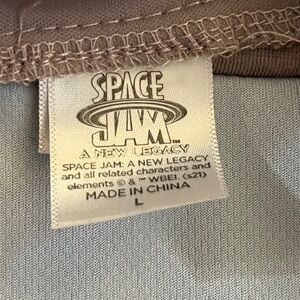 SPACE
JAM™
A NEW LEGACY
SPACE JAM: A NEW LEGACY
and all related characters and
elements © & ™ WBEI. (s21)
MADE IN CHINA
L